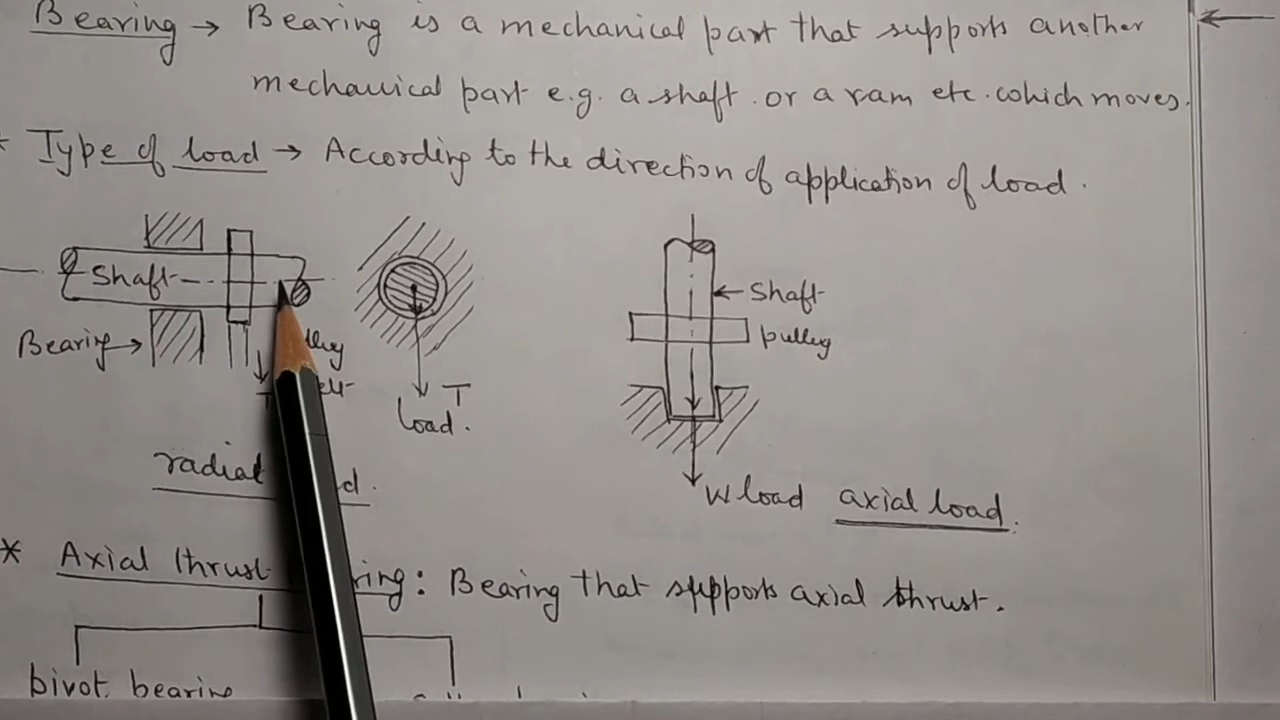 Bearing → Bearing is a mechanical part that supports another
mechanical part e.g. a shaft or a ram etc. which moves.
* Type of load → According to the direction of application of load.
Shaft
Bearing →
T
T
load.
radial
← Shaft
pulley
W load axial load.
* Axial thrust : Bearing that supports axial thrust.
pivot bearing